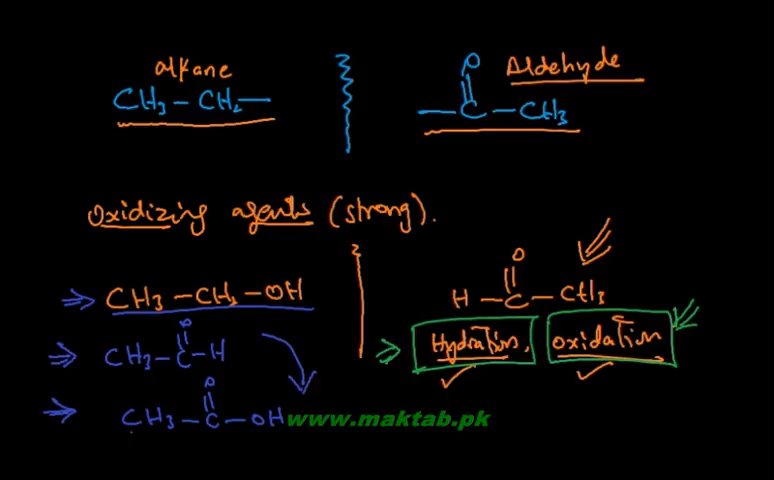 alkane
CH3 – CH2 –
O Aldehyde
– C – CH3
Oxidizing agents (strong).
CH3 – CH2 – OH
O
H – C – CH3
Hydration, oxidation
O
CH3 – C – H
O
CH3 – C – OH
www.maktab.pk